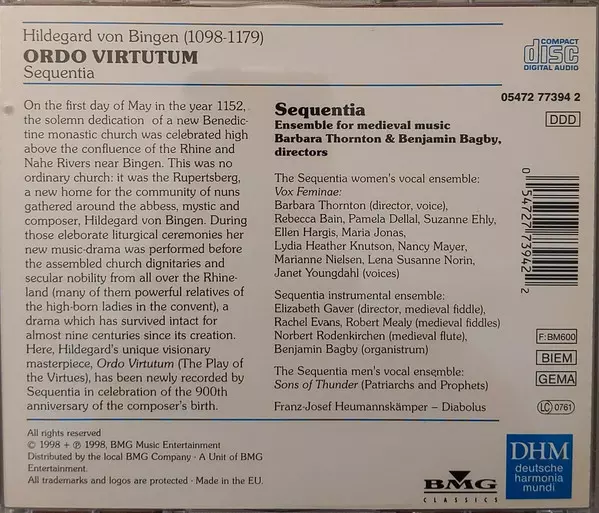 Hildegard von Bingen (1098-1179)
ORDO VIRTUTUM
Sequentia
COMPACT
disc
DIGITAL AUDIO
05472 77394 2
DDD
On the first day of May in the year 1152,
the solemn dedication of a new Benedic-
tine monastic church was celebrated high
above the confluence of the Rhine and
Nahe Rivers near Bingen. This was no
ordinary church: it was the Rupertsberg,
a new home for the community of nuns
gathered around the abbess, mystic and
composer, Hildegard von Bingen. During
those eleborate liturgical ceremonies her
new music-drama was performed before
the assembled church dignitaries and
secular nobility from all over the Rhine-
land (many of them powerful relatives of
the high-born ladies in the convent), a
drama which has survived intact for
almost nine centuries since its creation.
Here, Hildegard's unique visionary
masterpiece, Ordo Virtutum (The Play of
the Virtues), has been newly recorded by
Sequentia in celebration of the 900th
anniversary of the composer's birth.
Sequentia
Ensemble for medieval music
Barbara Thornton & Benjamin Bagby,
directors
The Sequentia women's vocal ensemble:
Vox Feminae:
Barbara Thornton (director, voice),
Rebecca Bain, Pamela Dellal, Suzanne Ehly,
Ellen Hargis, Maria Jonas,
Lydia Heather Knutson, Nancy Mayer,
Marianne Nielsen, Lena Susanne Norin,
Janet Youngdahl (voices)
Sequentia instrumental ensemble:
Elizabeth Gaver (director, medieval fiddle),
Rachel Evans, Robert Mealy (medieval fiddles)
Norbert Rodenkirchen (medieval flute),
Benjamin Bagby (organistrum)
The Sequentia men's vocal ensemble:
Sons of Thunder (Patriarchs and Prophets)
Franz-Josef Heumannskämper – Diabolus
0 54727 73942 2
F: BM600
BIEM
GEMA
LC 0761
All rights reserved
© 1998 + ℗ 1998, BMG Music Entertainment
Distributed by the local BMG Company · A Unit of BMG
Entertainment.
All trademarks and logos are protected · Made in the EU.
BMG
CLASSICS
DHM
deutsche
harmonia
mundi